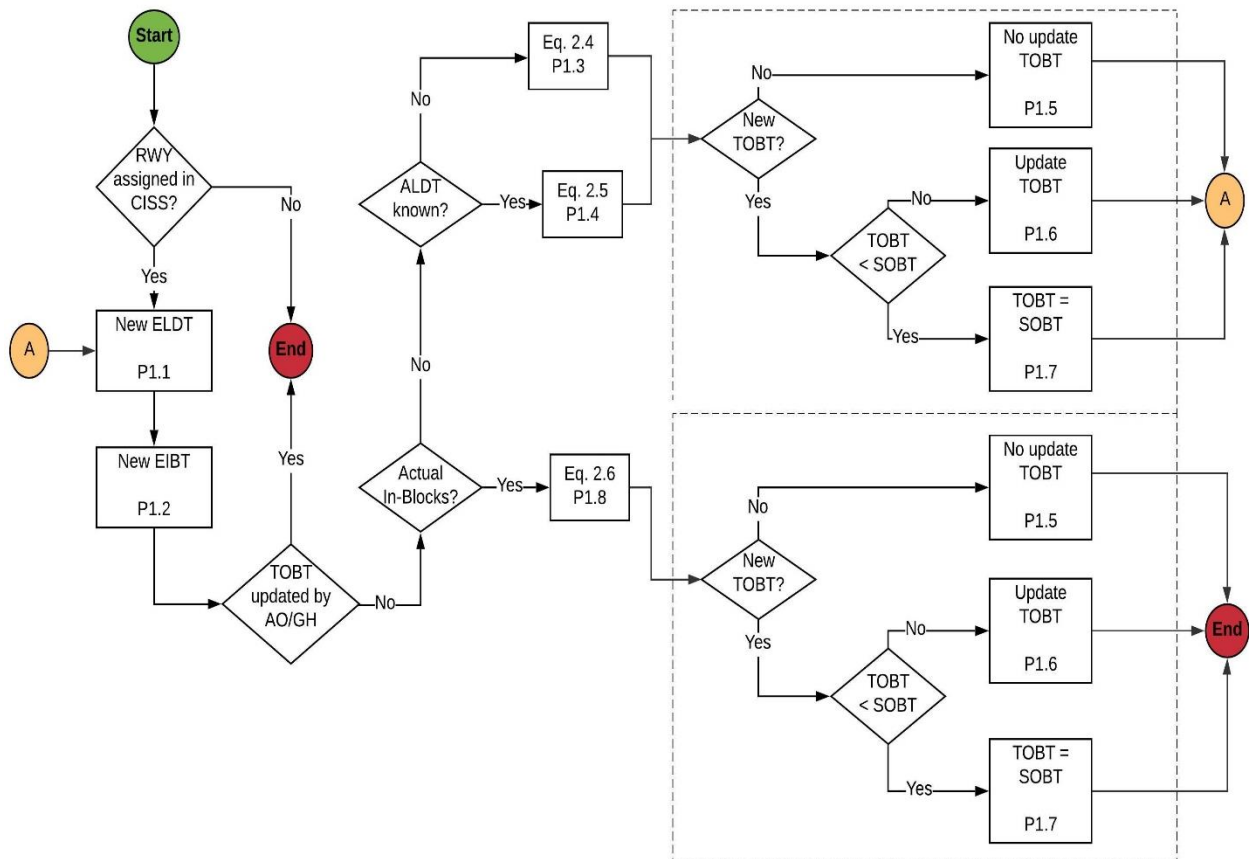 Start
RWY
assigned in
CISS?
No
Yes
A
New ELDT
P1.1
End
New EIBT
P1.2
Yes
TOBT
updated by
AO/GH
No
Eq. 2.4
P1.3
No
ALDT
known?
Yes
Eq. 2.5
P1.4
No
Actual
In-Blocks?
Yes
Eq. 2.6
P1.8
New
TOBT?
No
No update
TOBT
P1.5
Yes
TOBT
< SOBT
No
Update
TOBT
P1.6
A
Yes
TOBT =
SOBT
P1.7
New
TOBT?
No
No update
TOBT
P1.5
Yes
TOBT
< SOBT
No
Update
TOBT
P1.6
End
Yes
TOBT =
SOBT
P1.7